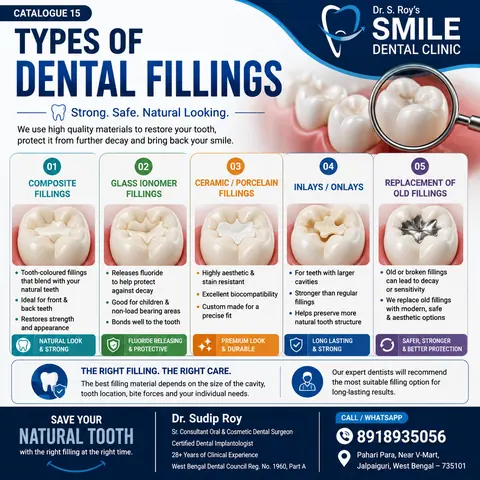 CATALOGUE 15
Dr. S. Roy's
SMILE
DENTAL CLINIC
TYPES OF
DENTAL FILLINGS
Strong. Safe. Natural Looking.
We use high quality materials to restore your tooth,
protect it from further decay and bring back your smile.
01
COMPOSITE
FILLINGS
• Tooth-coloured fillings
that blend with your
natural teeth
• Ideal for front &
back teeth
• Restores strength
and appearance
NATURAL LOOK
& STRONG
02
GLASS IONOMER
FILLINGS
• Releases fluoride
to help protect
against decay
• Good for children &
non-load bearing areas
• Bonds well to the tooth
FLUORIDE RELEASING
& PROTECTIVE
03
CERAMIC / PORCELAIN
FILLINGS
• Highly aesthetic &
stain resistant
• Excellent biocompatibility
• Custom made for a
precise fit
PREMIUM LOOK
& DURABLE
04
INLAYS / ONLAYS
• For teeth with larger
cavities
• Stronger than regular
fillings
• Helps preserve more
natural tooth structure
LONG LASTING
& STRONG
05
REPLACEMENT OF
OLD FILLINGS
• Old or broken fillings
can lead to decay
or sensitivity
• We replace old fillings
with modern, safe
& aesthetic options
SAFER, STRONGER
& BETTER PROTECTION
THE RIGHT FILLING. THE RIGHT CARE.
The best filling material depends on the size of the cavity,
tooth location, bite forces and your individual needs.
Our expert dentists will recommend
the most suitable filling option for
long-lasting results.
SAVE YOUR
NATURAL TOOTH
with the right filling at the right time.
Dr. Sudip Roy
Sr. Consultant Oral & Cosmetic Dental Surgeon
Certified Dental Implantologist
28+ Years of Clinical Experience
West Bengal Dental Council Reg. No. 1960, Part A
CALL / WHATSAPP
8918935056
Pahari Para, Near V-Mart,
Jalpaiguri, West Bengal – 735101